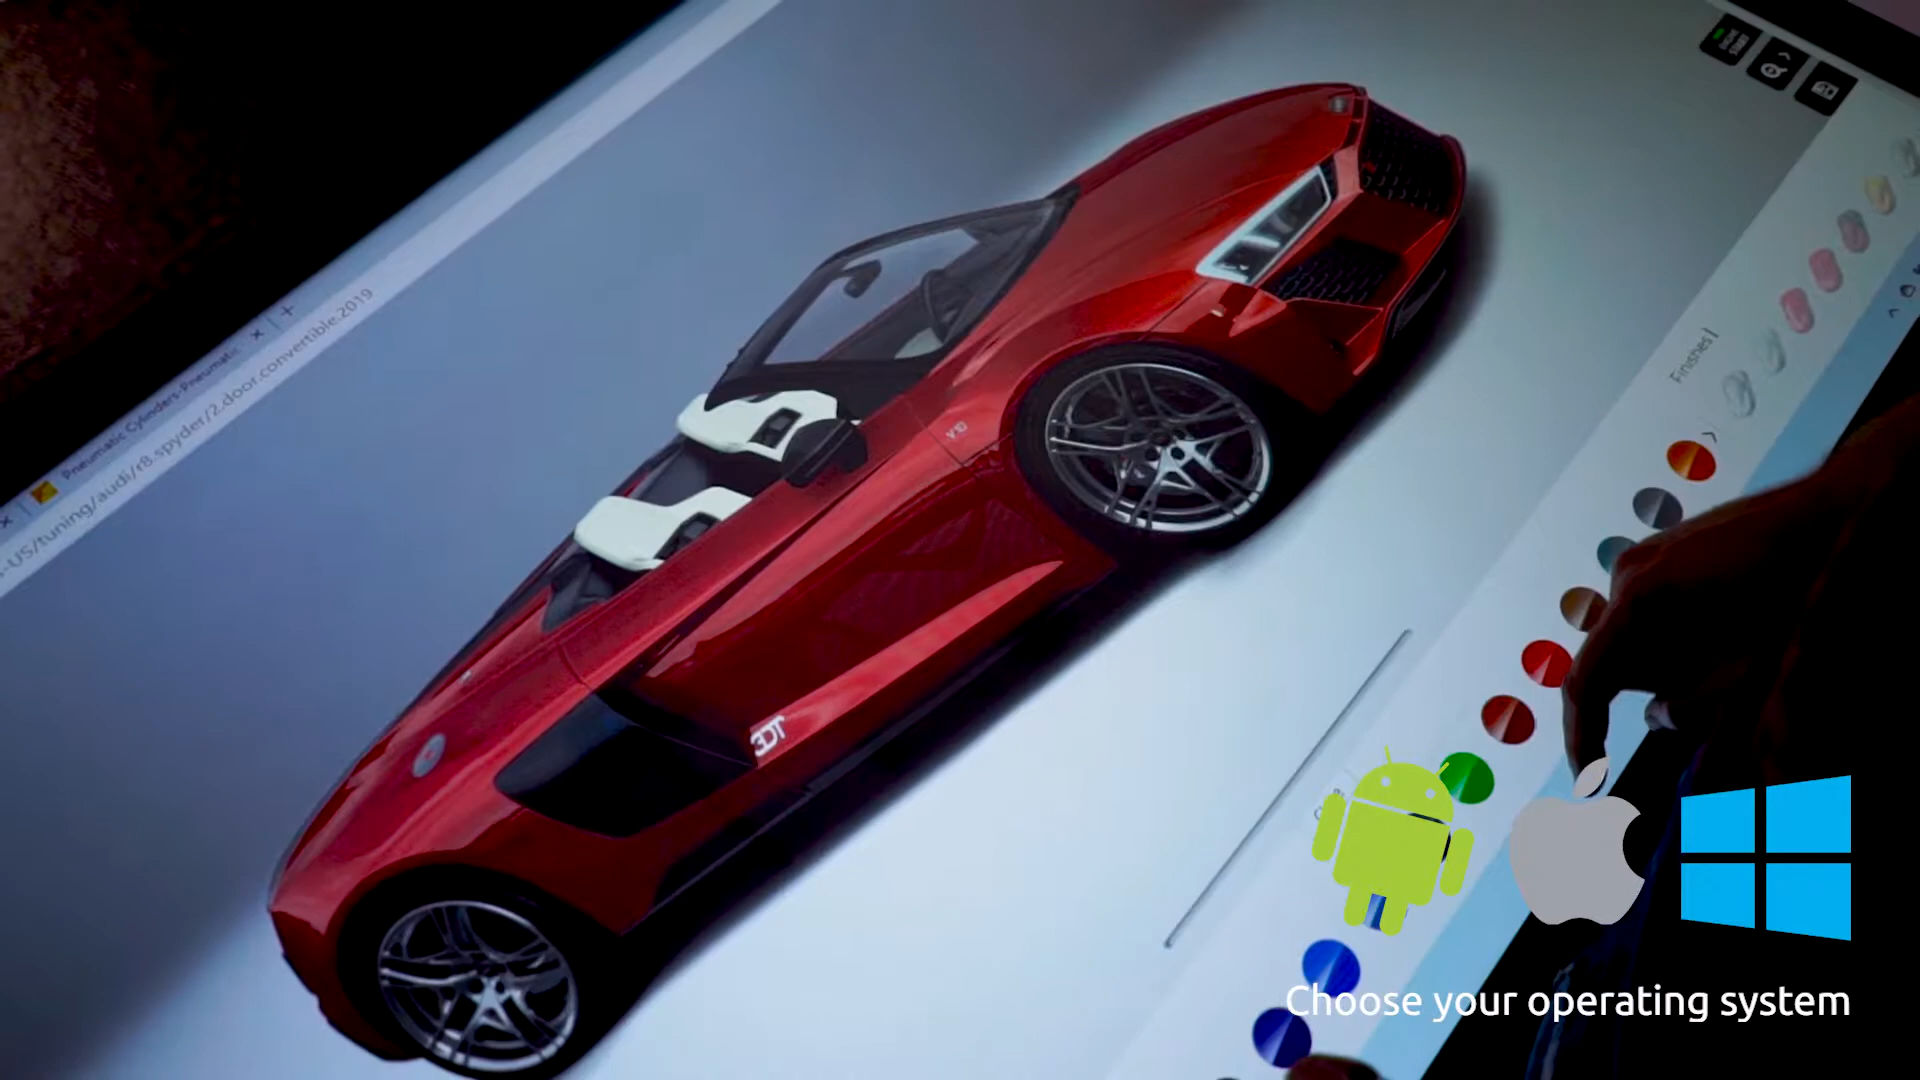 Pneumatic Cylinders-Pneumatic
-US/tuning/audi/r8.spyder/2.door.convertible.2019
V10
3DT
Finishes
Choose your operating system